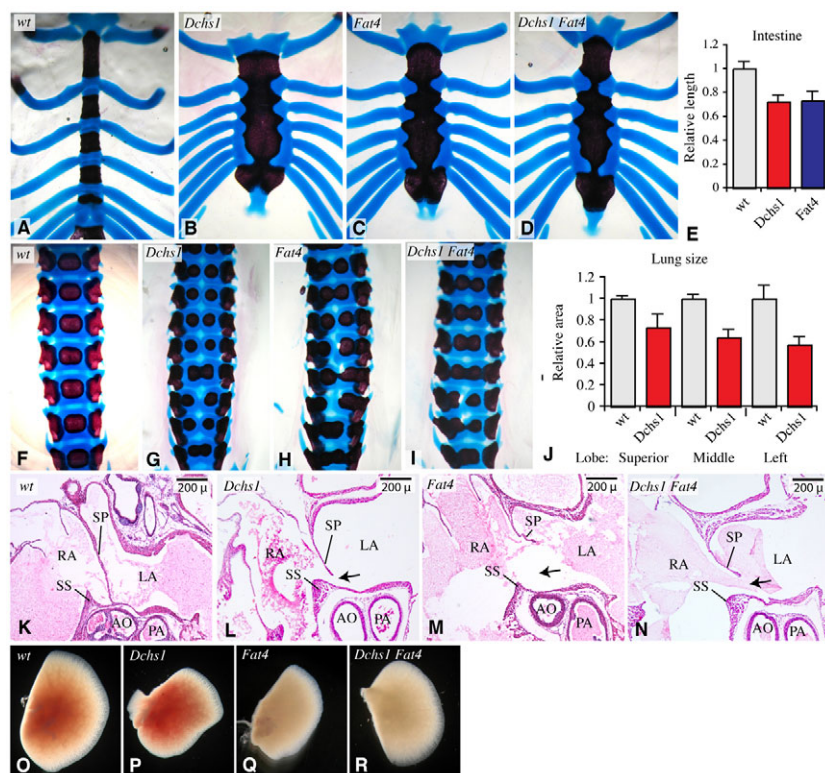 wt Dchs1 Fat4 Dchs1 Fat4
A B C D
Intestine
Relative length
1.2
1
0.8
0.6
0.4
0.2
0
wt Dchs1 Fat4
E
wt Dchs1 Fat4 Dchs1 Fat4
F G H I
Lung size
Relative area
1.2
1
0.8
0.6
0.4
0.2
0
wt Dchs1 wt Dchs1 wt Dchs1
J Lobe: Superior Middle Left
wt 200 µ Dchs1 200 µ Fat4 200 µ Dchs1 Fat4 200 µ
SP RA LA SS AO PA K
SP RA LA SS AO PA L
SP RA LA SS AO PA M
SP RA LA SS AO PA N
wt Dchs1 Fat4 Dchs1 Fat4
O P Q R